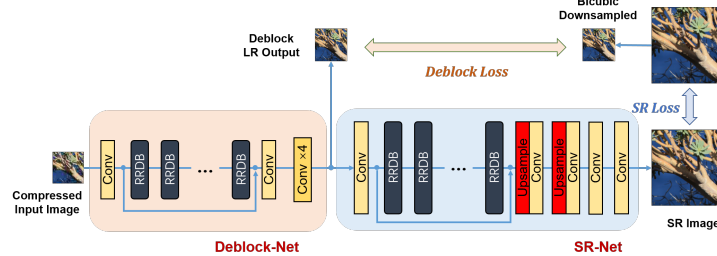 Bicubic
Downsampled
Deblock
LR Output
Deblock Loss
SR Loss
Compressed
Input Image
Conv
RRDB
RRDB
...
RRDB
Conv
Conv ×4
Conv
RRDB
RRDB
...
RRDB
Upsample
Conv
Upsample
Conv
Conv
Conv
SR Image
Deblock-Net
SR-Net